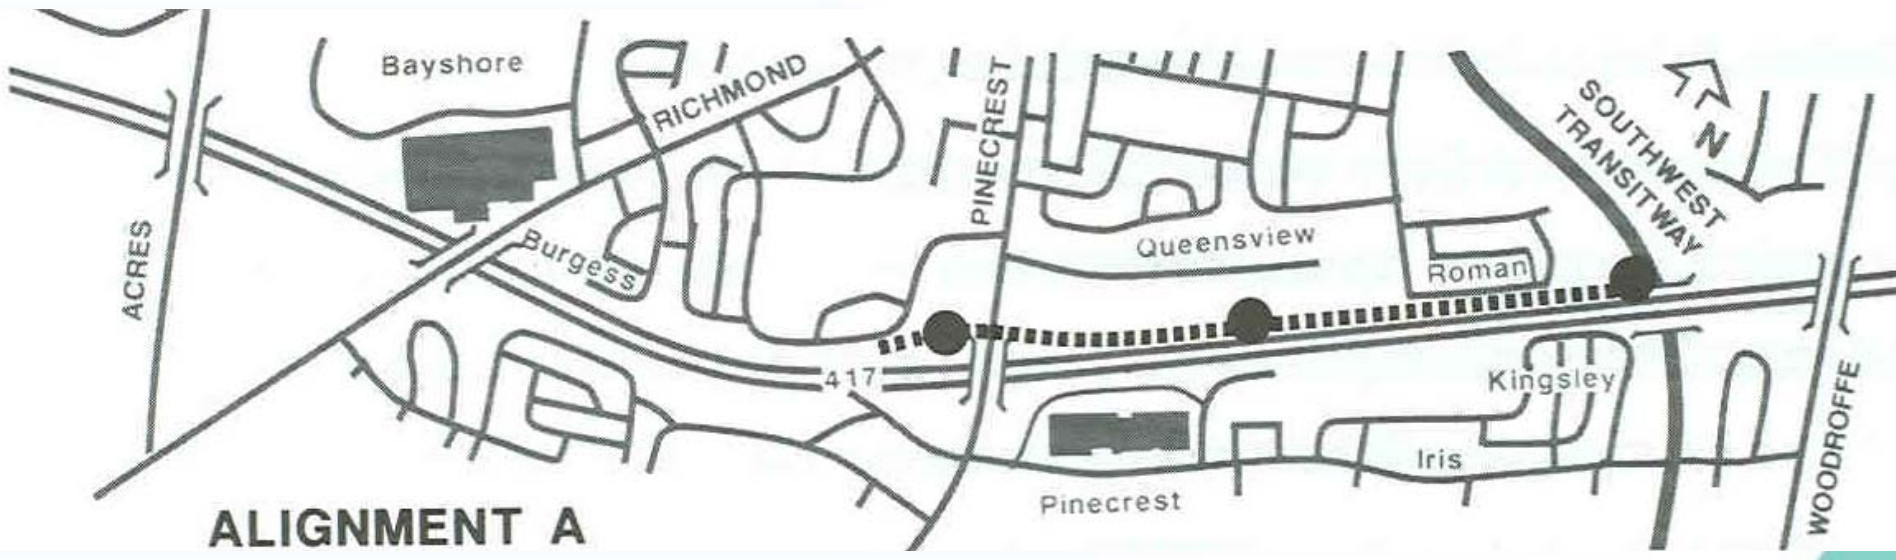 Bayshore
RICHMOND
PINECREST
SOUTHWEST
TRANSITWAY
N
ACRES
Burgess
Queensview
Roman
417
Kingsley
WOODROFFE
Iris
Pinecrest
ALIGNMENT A